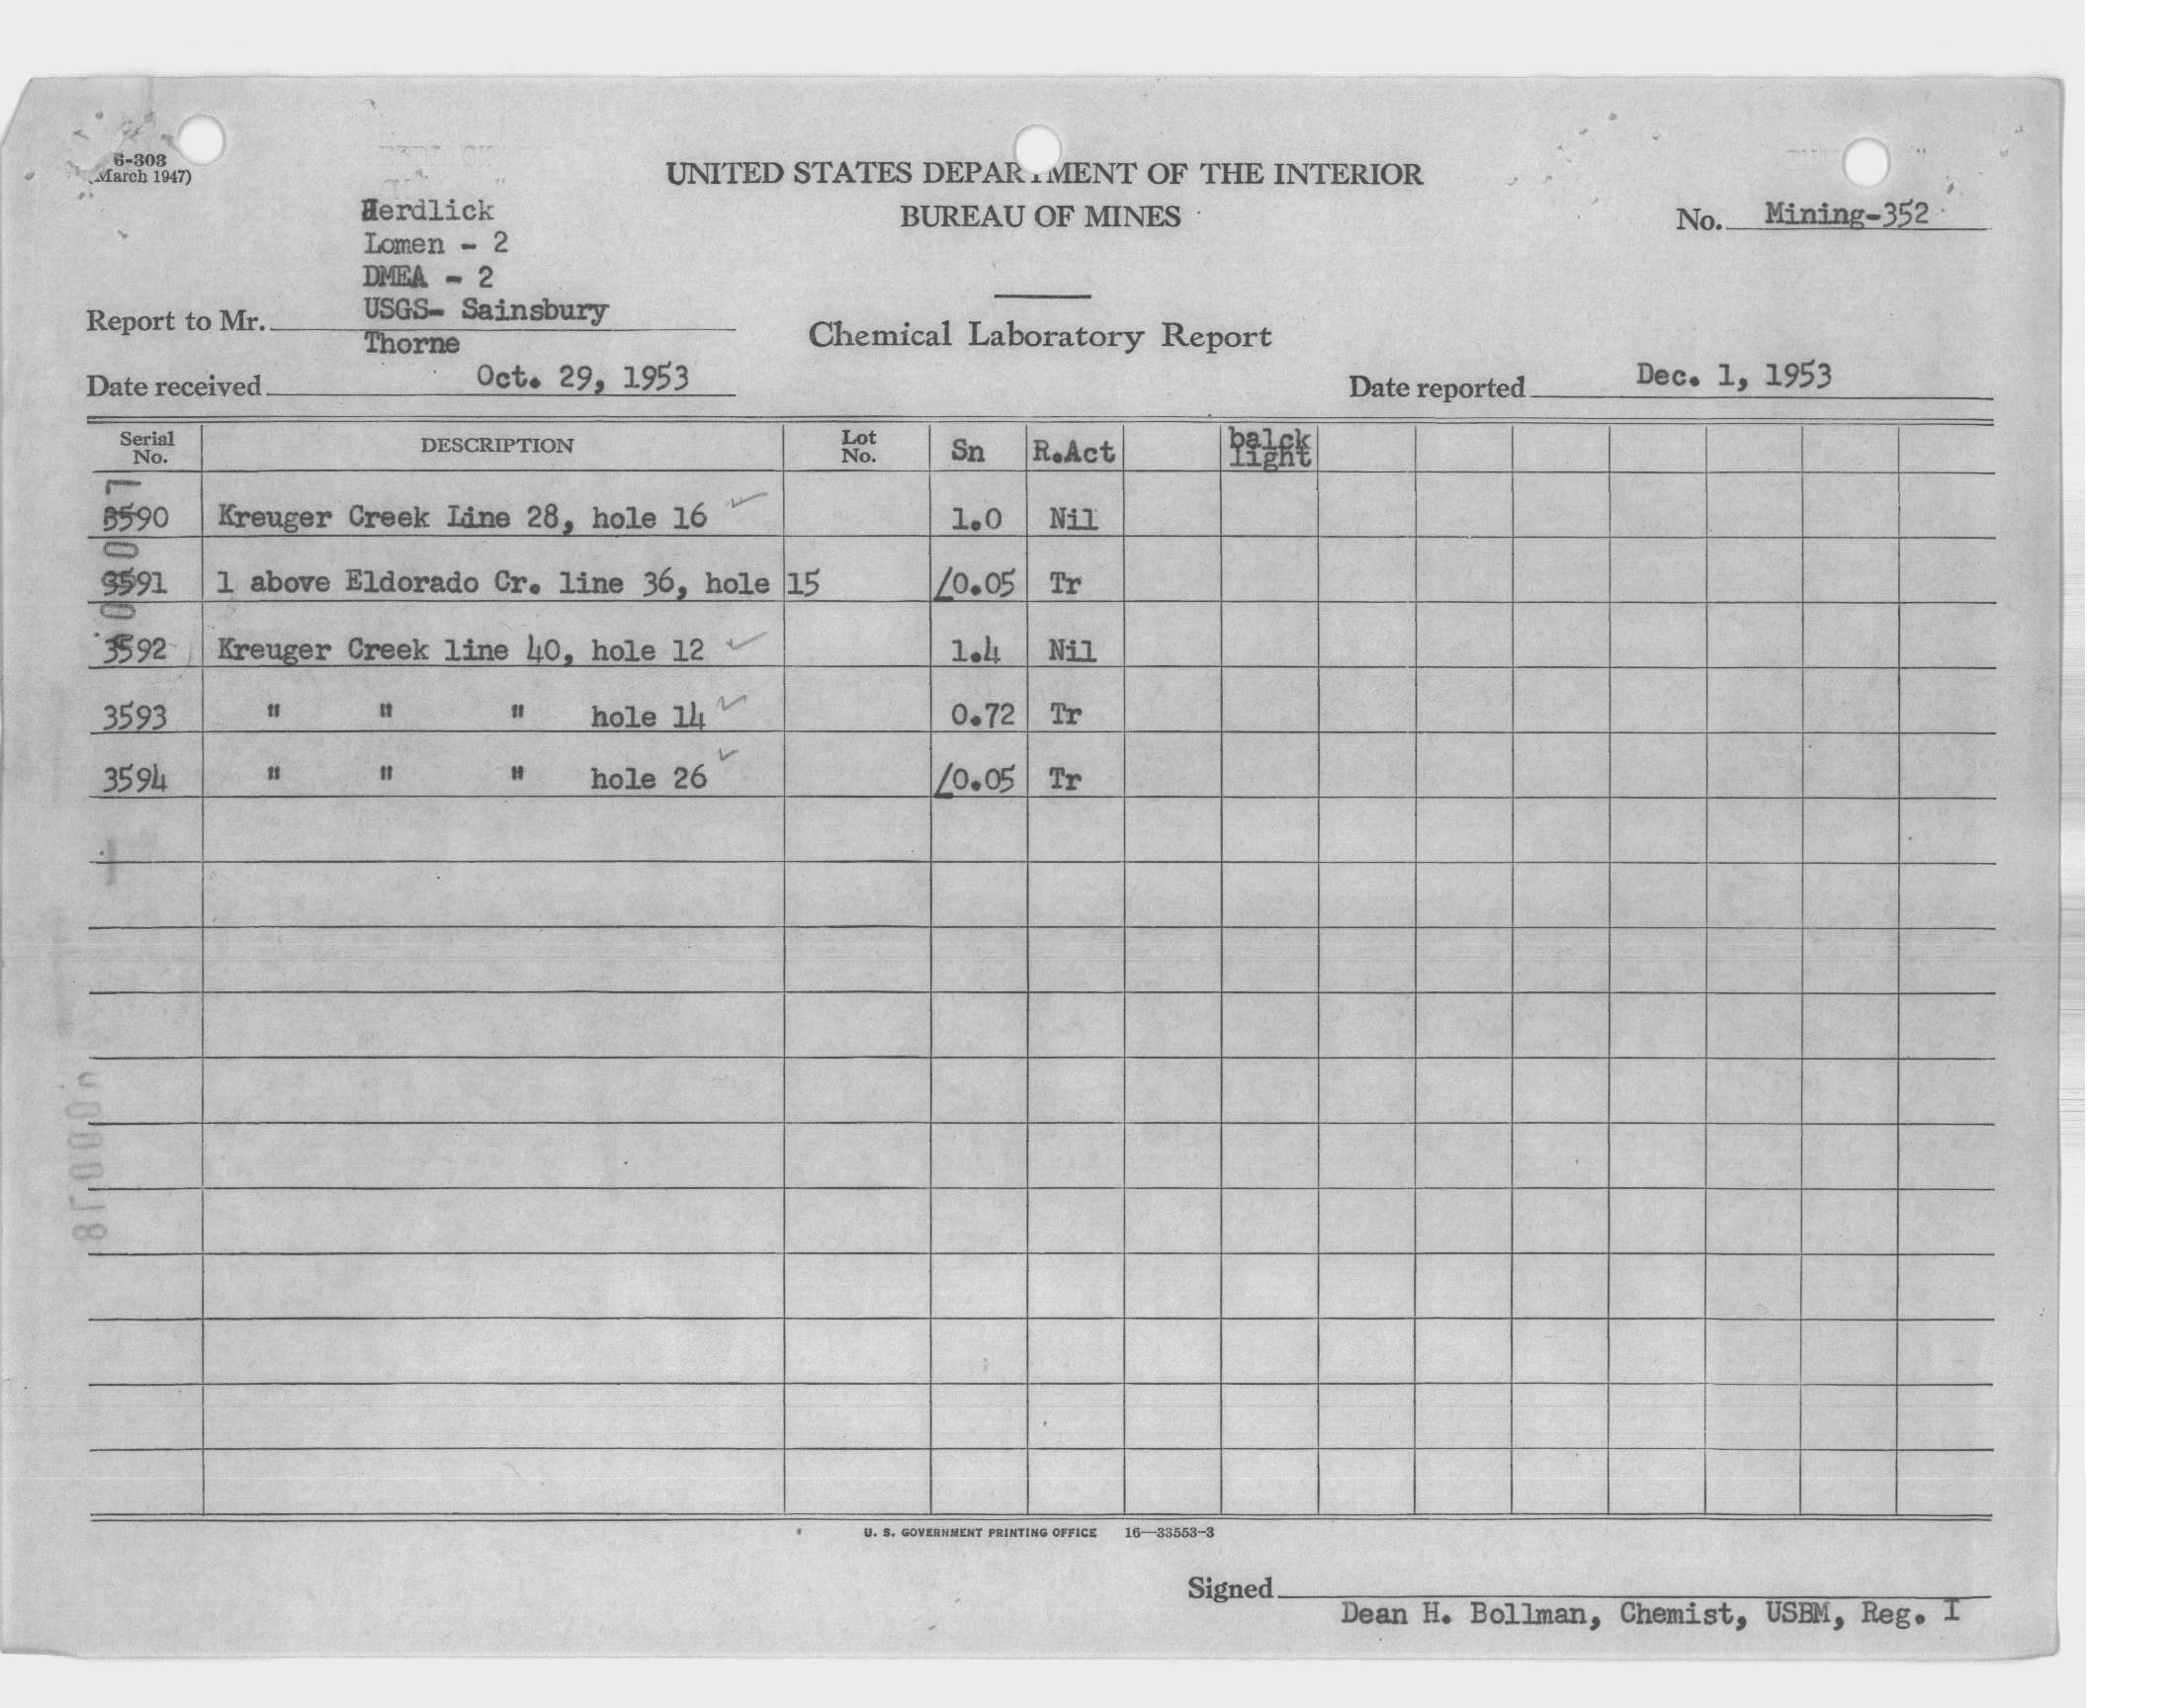 6-303
(March 1947)
UNITED STATES DEPARTMENT OF THE INTERIOR
BUREAU OF MINES
No. Mining-352
Herdlick
Lomen - 2
DMEA - 2
Report to Mr. USGS- Sainsbury
Thorne
Chemical Laboratory Report
Date received Oct. 29, 1953
Date reported Dec. 1, 1953
Serial No. DESCRIPTION Lot No. Sn R.Act balck light
3590 Kreuger Creek Line 28, hole 16 ✓ 1.0 Nil
3591 1 above Eldorado Cr. line 36, hole 15 /0.05 Tr
3592 Kreuger Creek line 40, hole 12 ✓ 1.4 Nil
3593 " " " hole 14 ✓ 0.72 Tr
3594 " " " hole 26 ✓ /0.05 Tr
U. S. GOVERNMENT PRINTING OFFICE 16—33553-3
Signed
Dean H. Bollman, Chemist, USBM, Reg. I